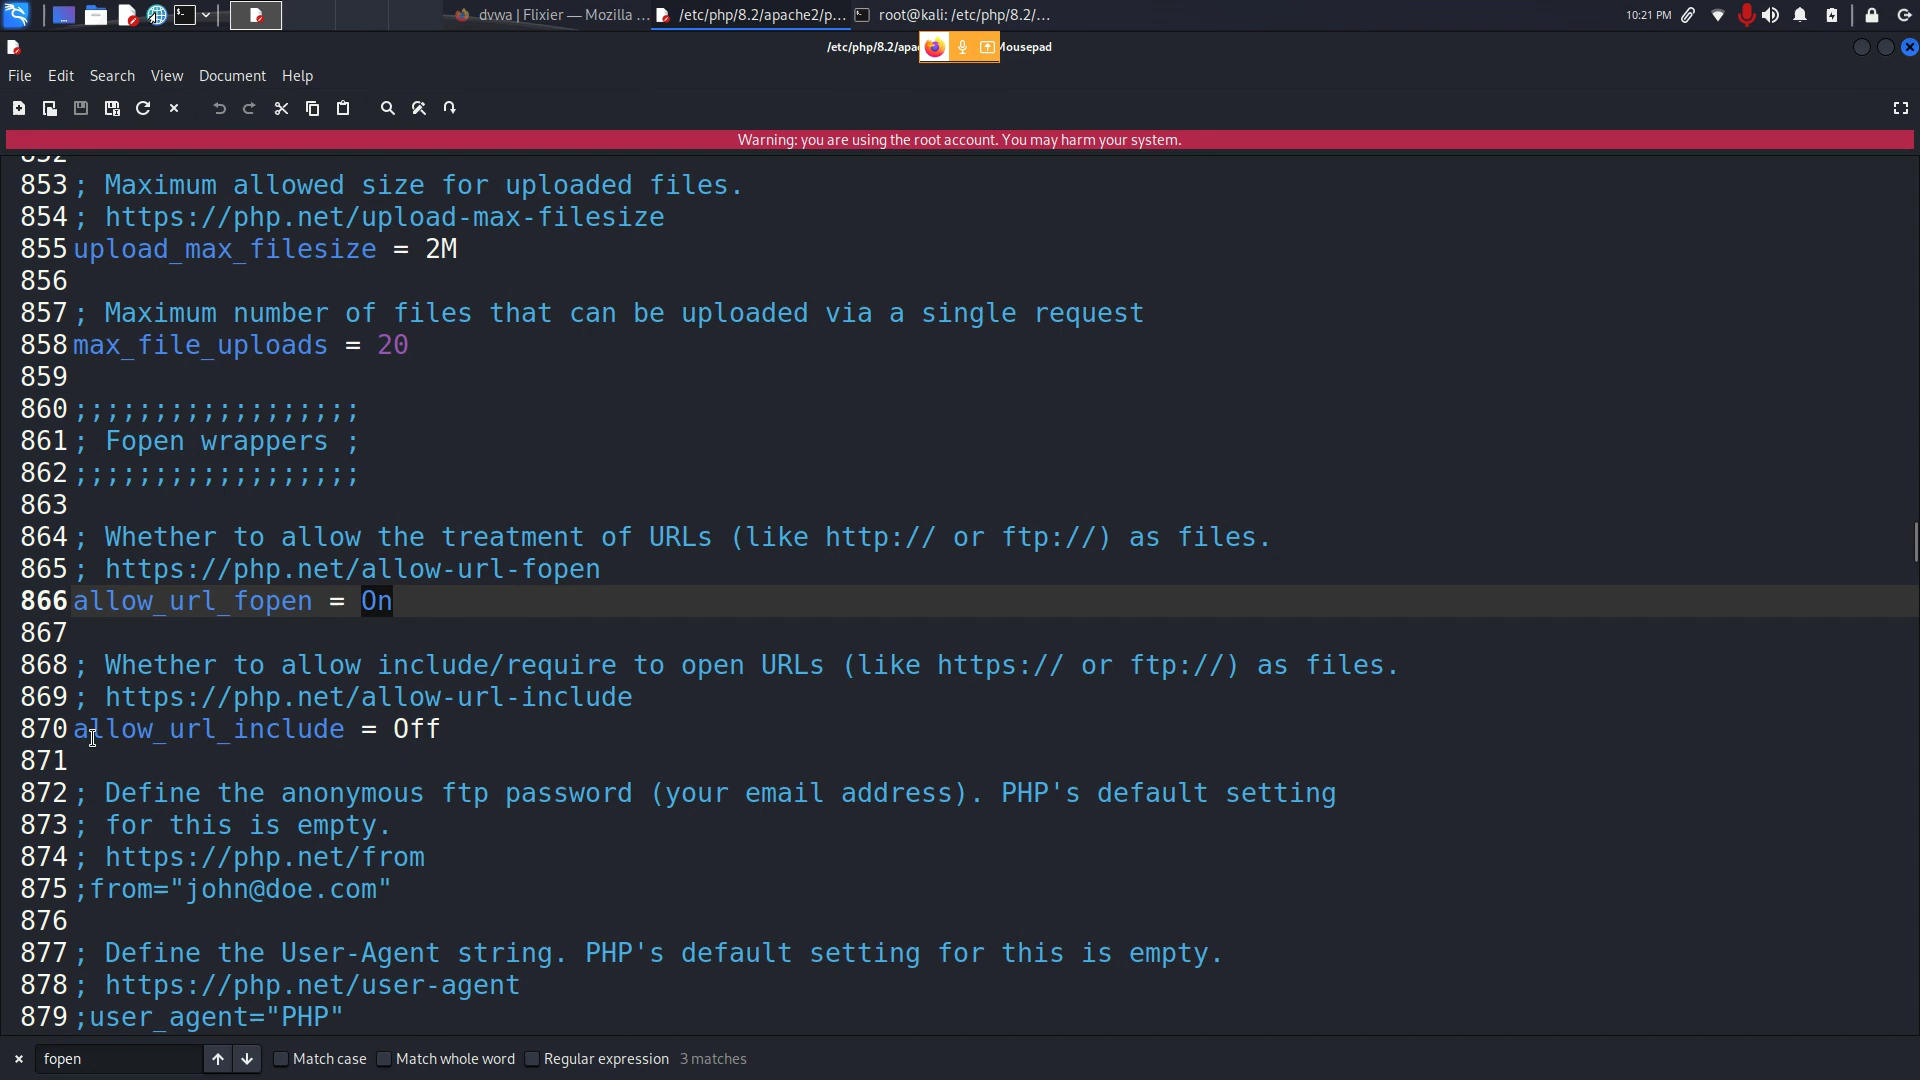 dvwa | Flixier — Mozilla ...
/etc/php/8.2/apache2/p...
root@kali: /etc/php/8.2/...
10:21 PM
/etc/php/8.2/apa
Mousepad
File Edit Search View Document Help
Warning: you are using the root account. You may harm your system.
852
853 ; Maximum allowed size for uploaded files.
854 ; https://php.net/upload-max-filesize
855 upload_max_filesize = 2M
856
857 ; Maximum number of files that can be uploaded via a single request
858 max_file_uploads = 20
859
860 ;;;;;;;;;;;;;;;;;;
861 ; Fopen wrappers ;
862 ;;;;;;;;;;;;;;;;;;
863
864 ; Whether to allow the treatment of URLs (like http:// or ftp://) as files.
865 ; https://php.net/allow-url-fopen
866 allow_url_fopen = On
867
868 ; Whether to allow include/require to open URLs (like https:// or ftp://) as files.
869 ; https://php.net/allow-url-include
870 allow_url_include = Off
871
872 ; Define the anonymous ftp password (your email address). PHP's default setting
873 ; for this is empty.
874 ; https://php.net/from
875 ;from="john@doe.com"
876
877 ; Define the User-Agent string. PHP's default setting for this is empty.
878 ; https://php.net/user-agent
879 ;user_agent="PHP"
fopen Match case Match whole word Regular expression 3 matches